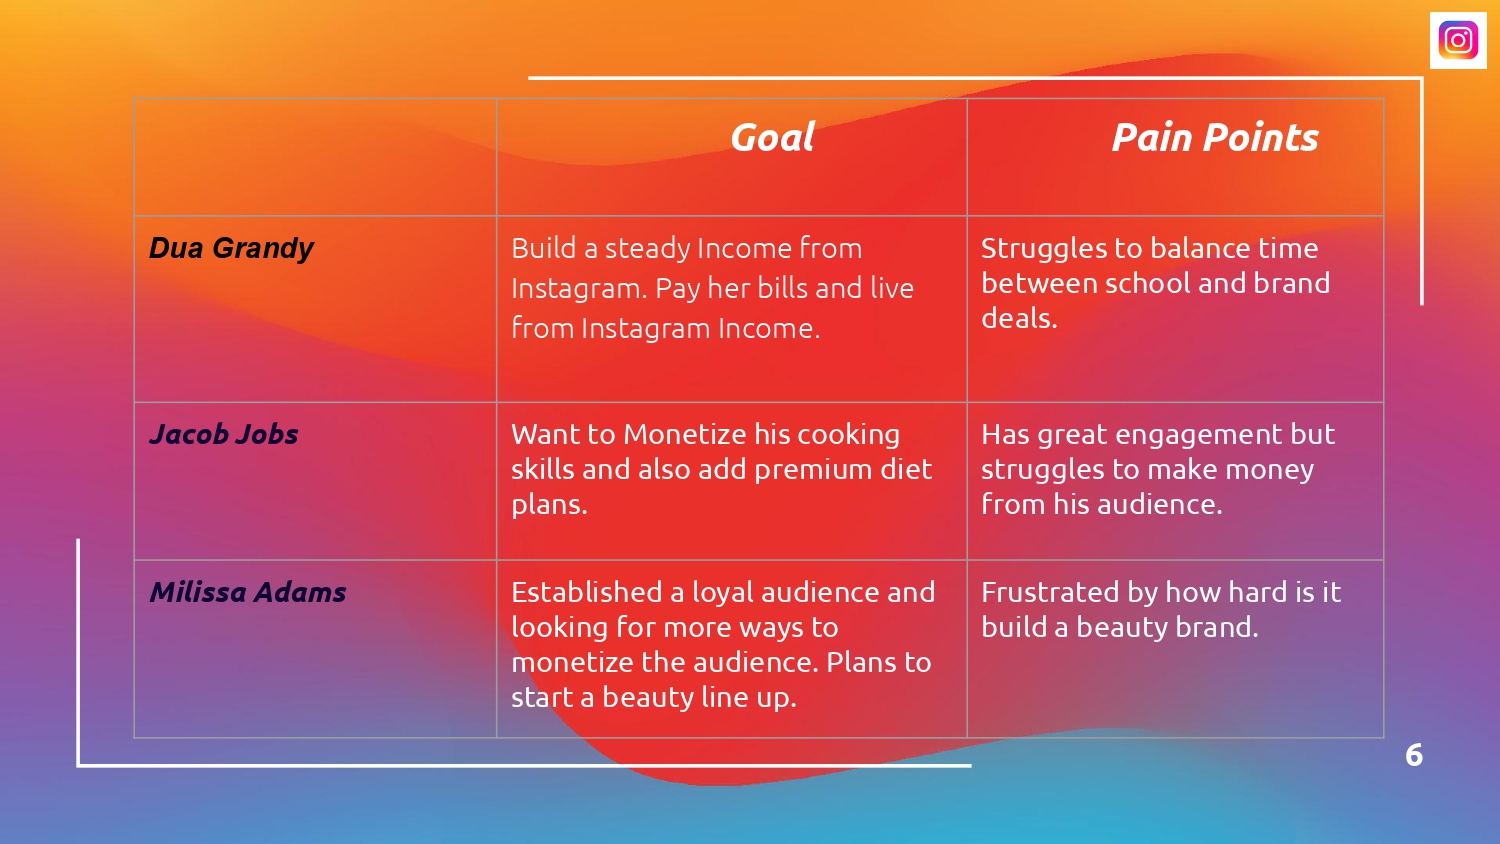 Goal
Pain Points
Dua Grandy
Build a steady Income from
Instagram. Pay her bills and live
from Instagram Income.
Struggles to balance time
between school and brand
deals.
Jacob Jobs
Want to Monetize his cooking
skills and also add premium diet
plans.
Has great engagement but
struggles to make money
from his audience.
Milissa Adams
Established a loyal audience and
looking for more ways to
monetize the audience. Plans to
start a beauty line up.
Frustrated by how hard is it
build a beauty brand.
6